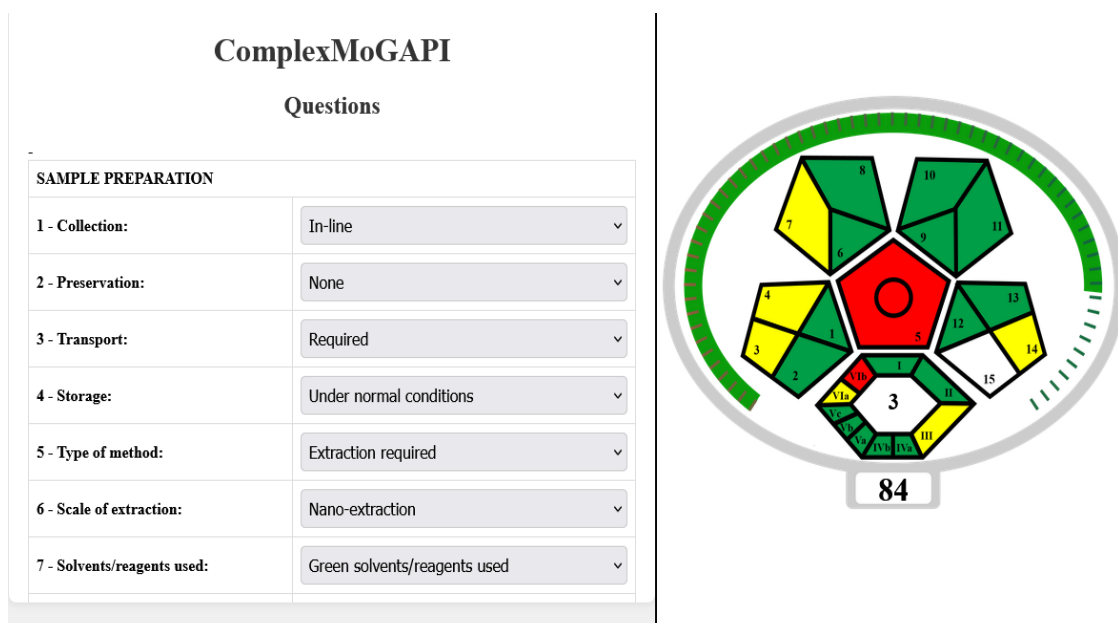 ComplexMoGAPI
Questions
-
SAMPLE PREPARATION
1 - Collection: In-line
2 - Preservation: None
3 - Transport: Required
4 - Storage: Under normal conditions
5 - Type of method: Extraction required
6 - Scale of extraction: Nano-extraction
7 - Solvents/reagents used: Green solvents/reagents used
8
10
7
11
9
6
4
13
1
12
5
3
14
2
15
I
VIb
II
VIa
3
Vc
Vb
III
Va
IVb
IVa
84